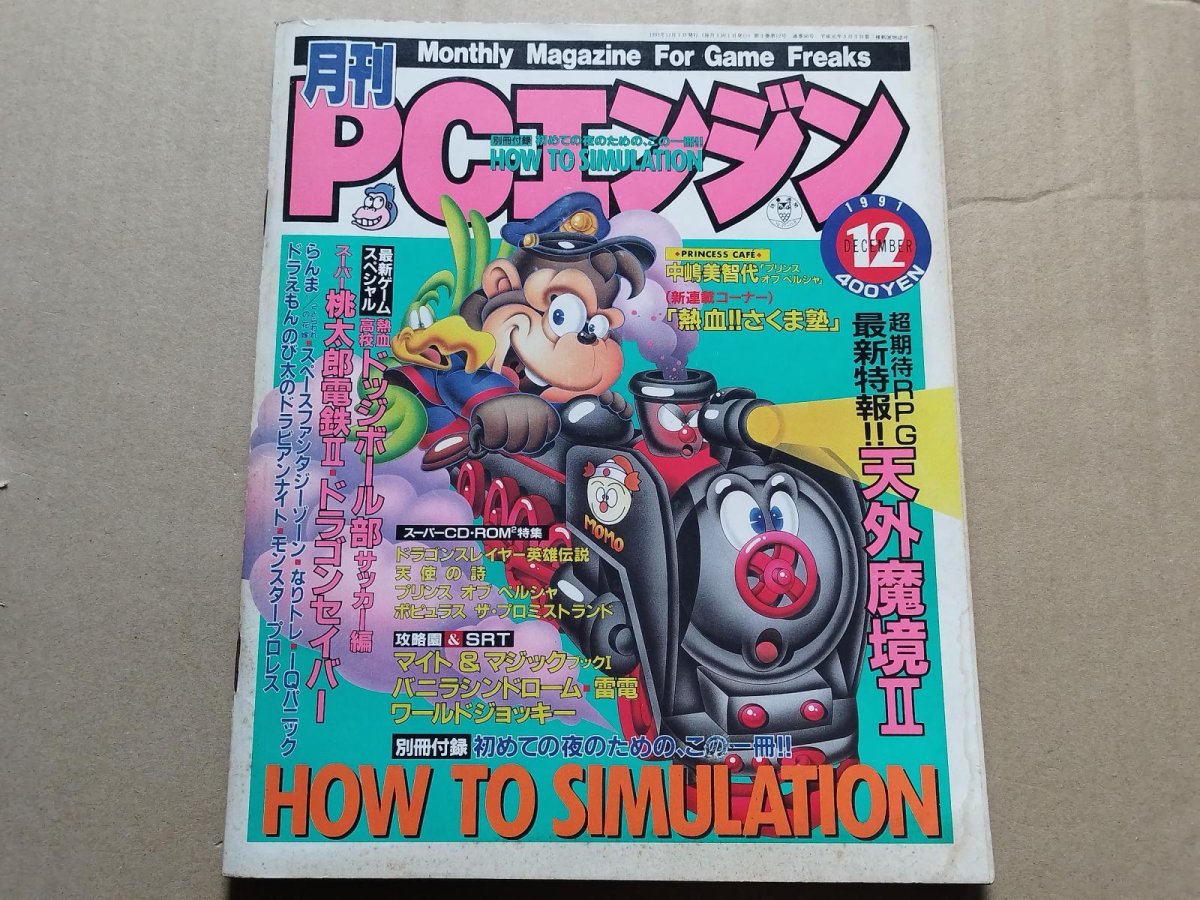 月刊
Monthly Magazine For Game Freaks
PCエンジン
別冊付録 初めての夜のための、この一冊!!
HOW TO SIMULATION
1991
12
DECEMBER
400YEN
PRINCESS CAFÉ
中嶋美智代「プリンス オブ ペルシャ」
(新連載コーナー)
「熱血!!さくま塾」
超期待RPG
最新特報!!天外魔境II
最新ゲームスペシャル
熱血高校ドッジボール部サッカー編
スーパー桃太郎電鉄II・ドラゴンセイバー
らんま・スペースファンタジーゾーン・なりトレ・IQパニック
ドラえもんのび太のドラビアンナイト・モンスタープロレス
MOMO
スーパーCD・ROM²特集
ドラゴンスレイヤー英雄伝説
天使の詩
プリンス オブ ペルシャ
ポピュラス ザ・プロミストランド
攻略園&SRT
マイト&マジックブックI
バニラシンドローム・雷電
ワールドジョッキー
別冊付録 初めての夜のための、この一冊!!
HOW TO SIMULATION